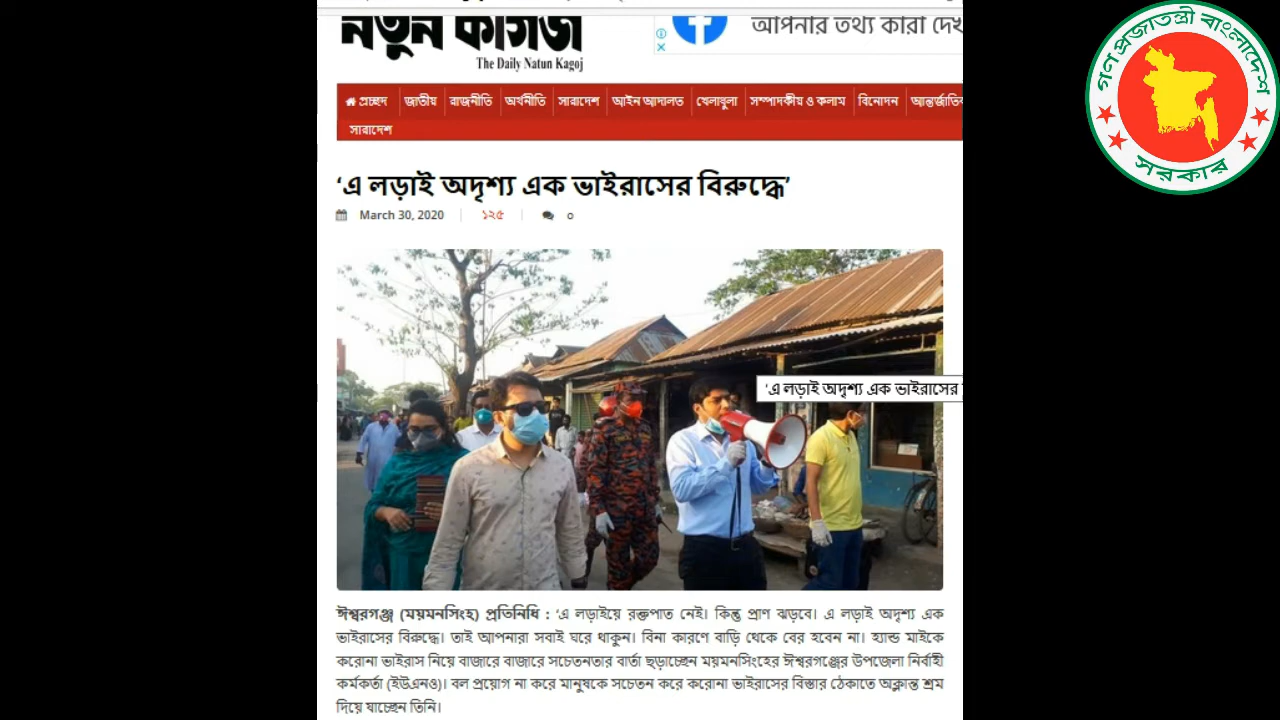 নতুন কাগজ
The Daily Natun Kagoj
আপনার তথ্য কারা
প্রচ্ছদ জাতীয় রাজনীতি অর্থনীতি সারাদেশ আইন আদালত খেলাধুলা সম্পাদকীয় ও কলাম বিনোদন
সারাদেশ
‘এ লড়াই অদৃশ্য এক ভাইরাসের বিরুদ্ধে’
March 30, 2020 ১২৫ ০
‘এ লড়াই অদৃশ্য এক ভাইরাসের
ঈশ্বরগঞ্জ (ময়মনসিংহ) প্রতিনিধি : ‘এ লড়াইয়ে রক্তপাত নেই। কিন্তু প্রাণ ঝড়বে। এ লড়াই অদৃশ্য এক
ভাইরাসের বিরুদ্ধে। তাই আপনারা সবাই ঘরে থাকুন। বিনা কারণে বাড়ি থেকে বের হবেন না। হ্যান্ড মাইকে
করোনা ভাইরাস নিয়ে বাজারে বাজারে সচেতনতার বার্তা ছড়াচ্ছেন ময়মনসিংহের ঈশ্বরগঞ্জের উপজেলা নির্বাহী
কর্মকর্তা (ইউএনও)। বল প্রয়োগ না করে মানুষকে সচেতন করে করোনা ভাইরাসের বিস্তার ঠেকাতে অক্লান্ত শ্রম
দিয়ে যাচ্ছেন তিনি।
গণপ্রজাতন্ত্রী বাংলাদেশ
সরকার